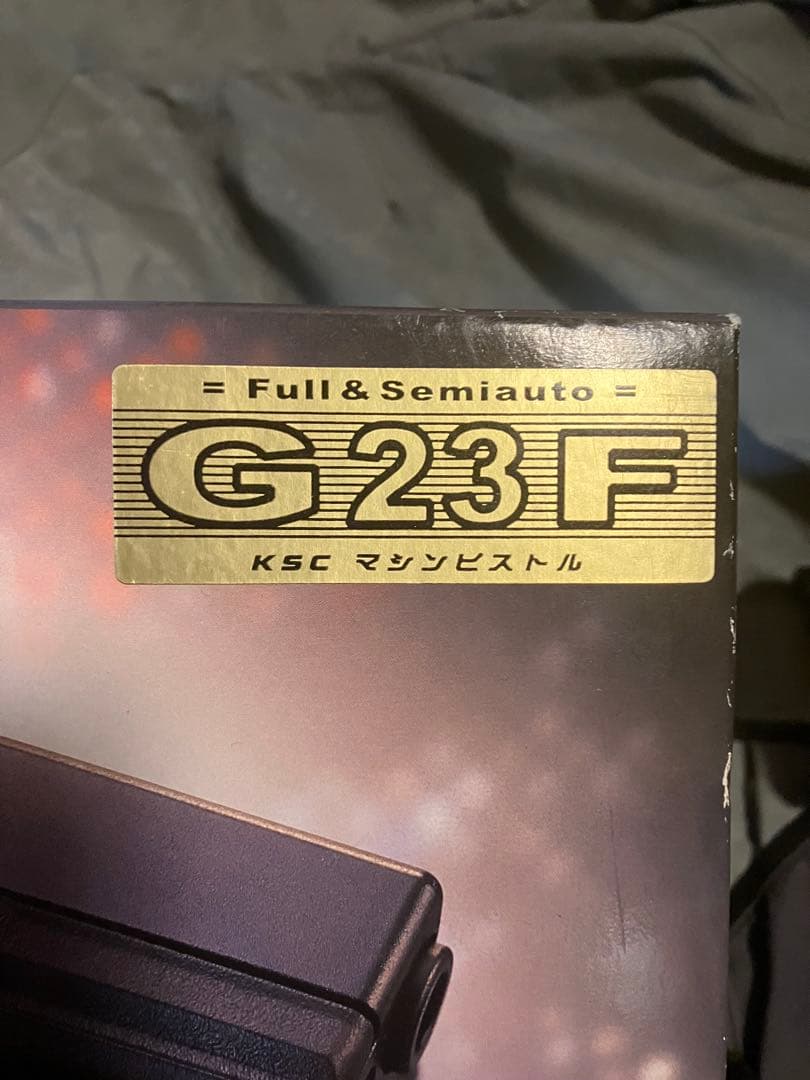 = Full & Semiauto =
G23F
KSC マシンピストル